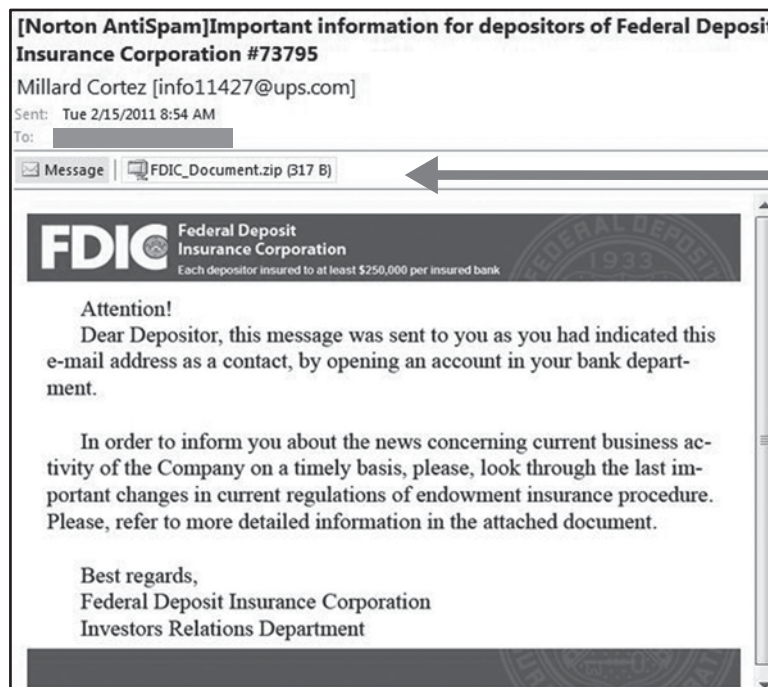 [Norton AntiSpam]Important information for depositors of Federal Deposit
Insurance Corporation #73795
Millard Cortez [info11427@ups.com]
Sent: Tue 2/15/2011 8:54 AM
To:
Message FDIC_Document.zip (317 B)
FDIC Federal Deposit
Insurance Corporation
Each depositor insured to at least $250,000 per insured bank
FEDERAL DEPOSIT
1933
Attention!
Dear Depositor, this message was sent to you as you had indicated this
e-mail address as a contact, by opening an account in your bank depart-
ment.
In order to inform you about the news concerning current business ac-
tivity of the Company on a timely basis, please, look through the last im-
portant changes in current regulations of endowment insurance procedure.
Please, refer to more detailed information in the attached document.
Best regards,
Federal Deposit Insurance Corporation
Investors Relations Department